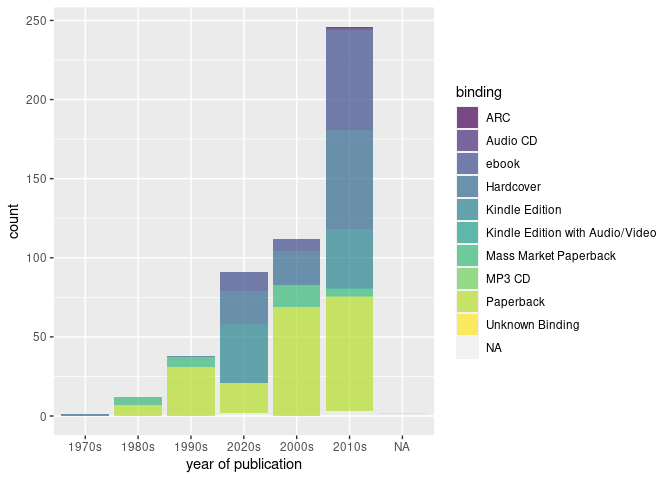 250
200
150
100
50
0
count
1970s 1980s 1990s 2020s 2000s 2010s NA
year of publication
binding
ARC
Audio CD
ebook
Hardcover
Kindle Edition
Kindle Edition with Audio/Video
Mass Market Paperback
MP3 CD
Paperback
Unknown Binding
NA